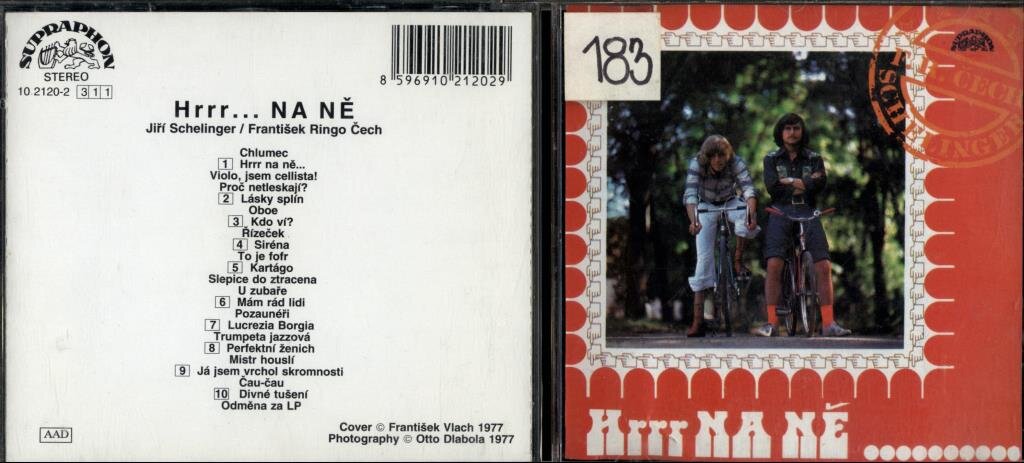 SUPRAPHON
STEREO
10 2120-2 3 1 1
8 596910 212029
Hrrr... NA NĚ
Jiří Schelinger / František Ringo Čech
Chlumec
1 Hrrr na ně...
Violo, jsem cellista!
Proč netleskají?
2 Lásky splín
Oboe
3 Kdo ví?
Řízeček
4 Siréna
To je fofr
5 Kartágo
Slepice do ztracena
U zubaře
6 Mám rád lidi
Pozaunéři
7 Lucrezia Borgia
Trumpeta jazzová
8 Perfektní ženich
Mistr houslí
9 Já jsem vrchol skromnosti
Čau-čau
10 Divné tušení
Odměna za LP
AAD
Cover © František Vlach 1977
Photography © Otto Dlabola 1977
183
SUPRAPHON
F. R. ČECH
SCHELINGER
Hrrr NA NĚ